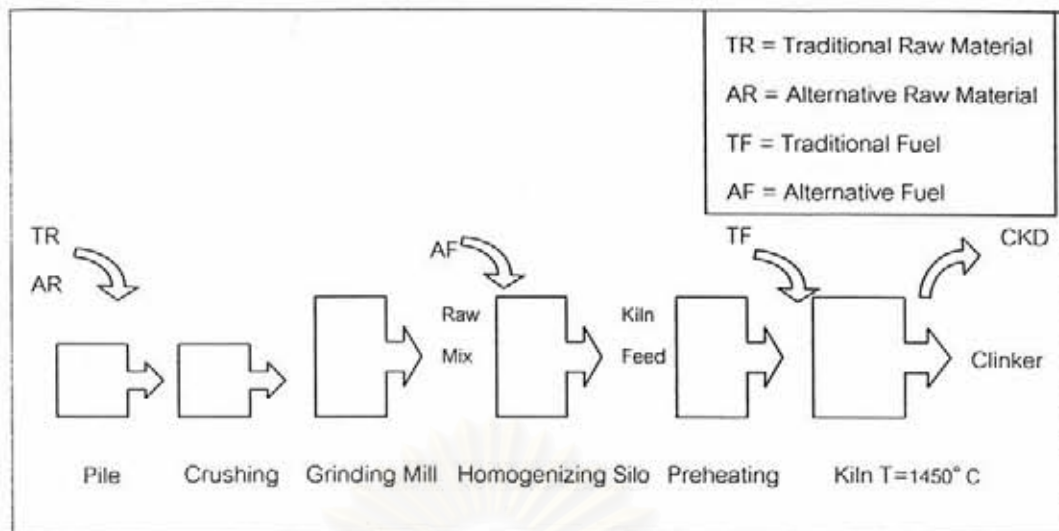 TR = Traditional Raw Material
AR = Alternative Raw Material
TF = Traditional Fuel
AF = Alternative Fuel
TR
AR
AF
TF
CKD
Raw
Mix
Kiln
Feed
Clinker
Pile
Crushing
Grinding Mill
Homogenizing Silo
Preheating
Kiln T=1450° C